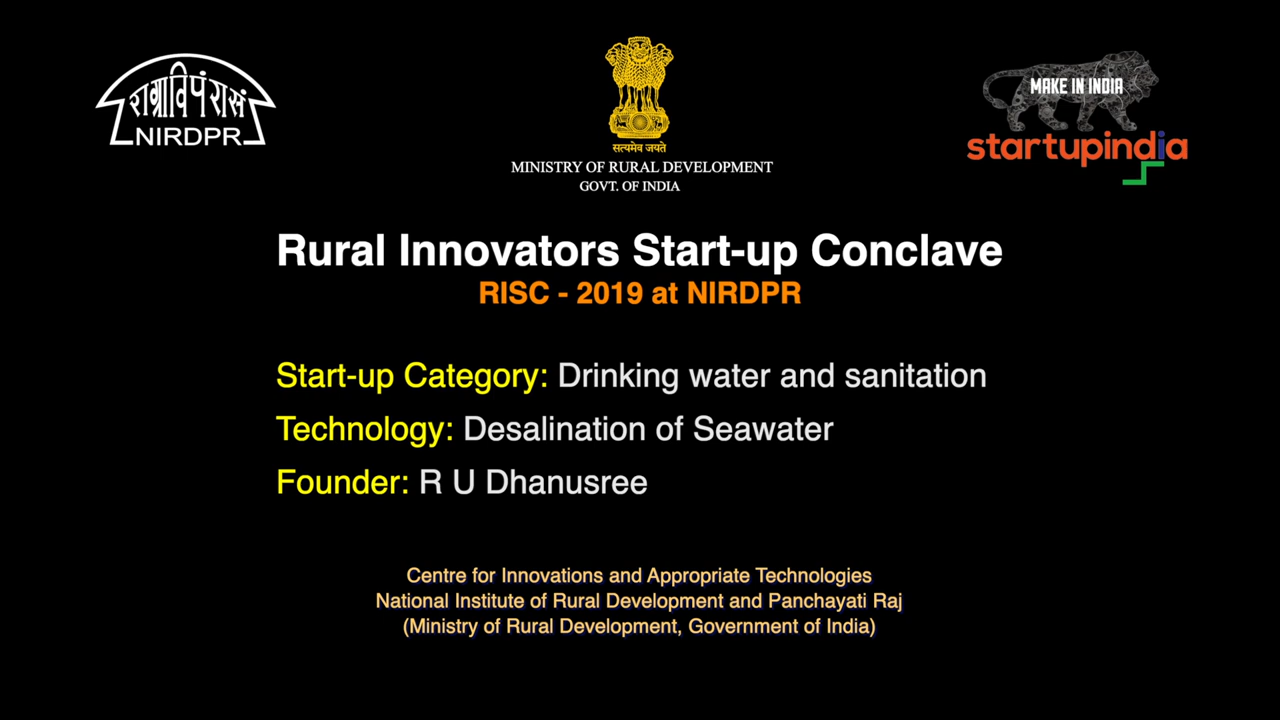 राग्राविपंरासं
NIRDPR
सत्यमेव जयते
MINISTRY OF RURAL DEVELOPMENT
GOVT. OF INDIA
MAKE IN INDIA
startupindia
Rural Innovators Start-up Conclave
RISC - 2019 at NIRDPR
Start-up Category: Drinking water and sanitation
Technology: Desalination of Seawater
Founder: R U Dhanusree
Centre for Innovations and Appropriate Technologies
National Institute of Rural Development and Panchayati Raj
(Ministry of Rural Development, Government of India)